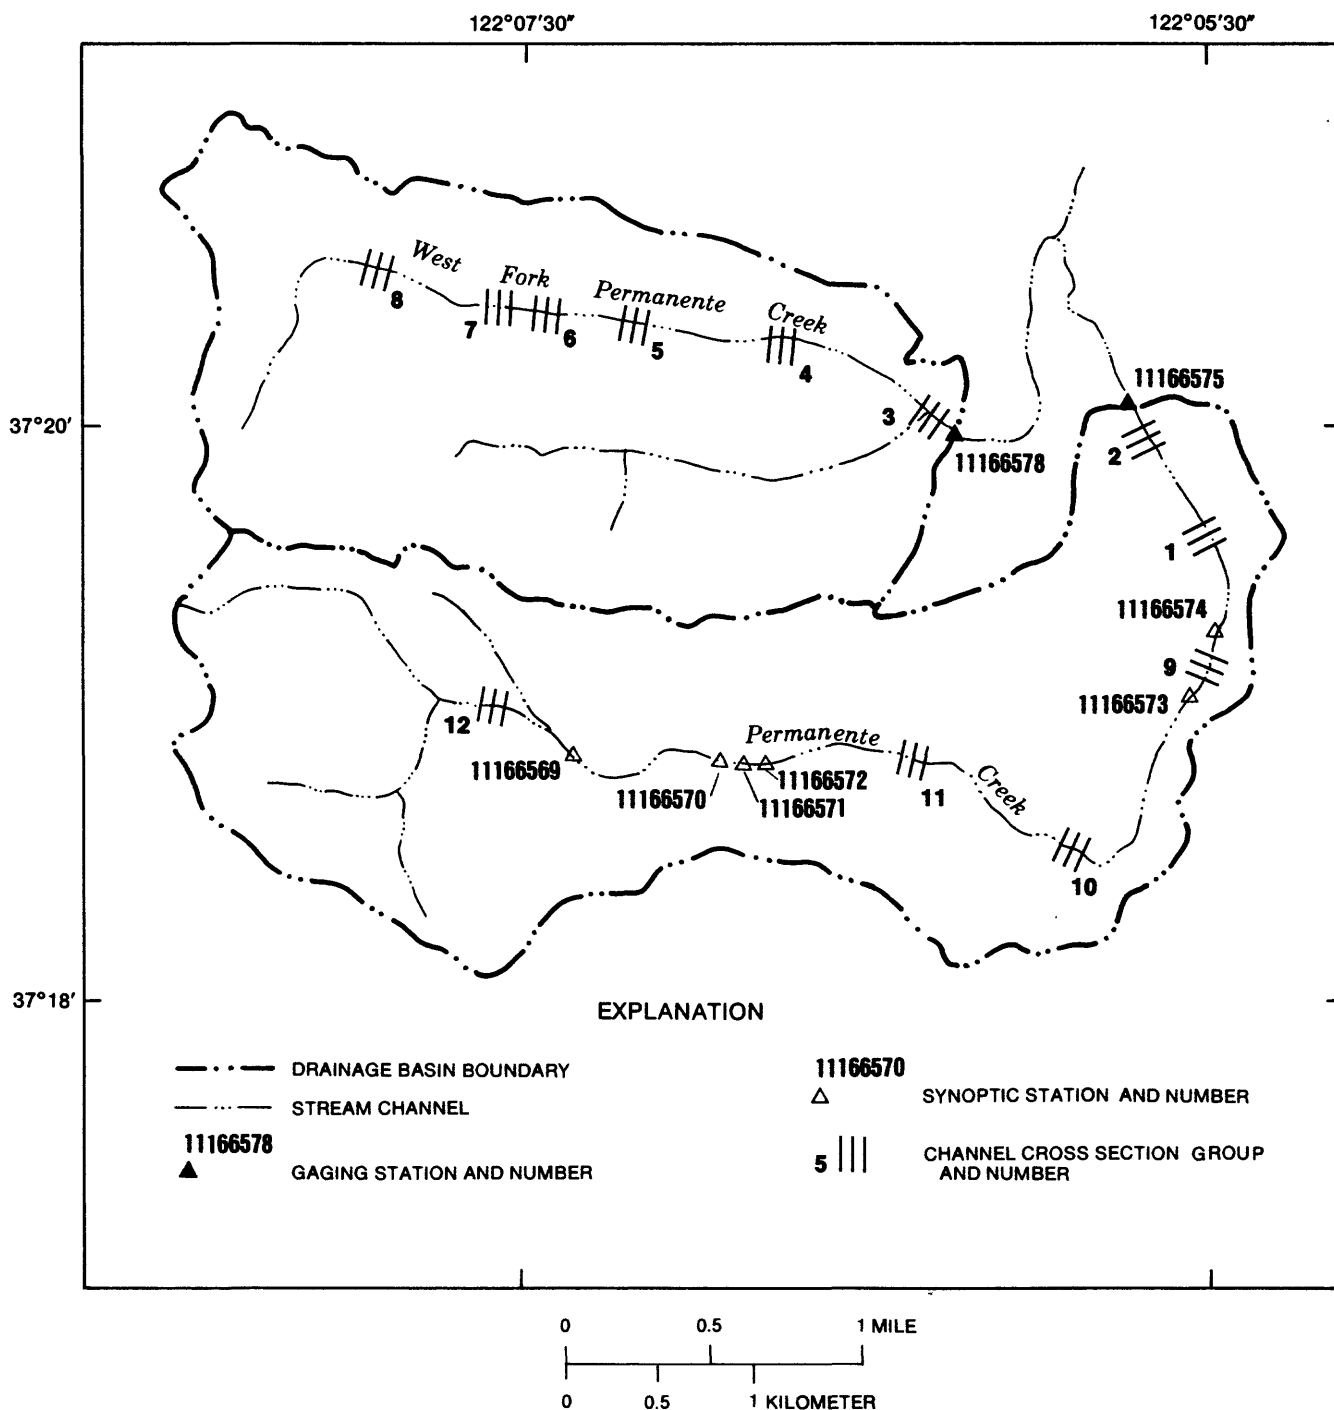 122°07'30"
122°05'30"
West
Fork
Permanente
Creek
8
7
6
5
4
3
11166578
11166575
37°20'
2
1
11166574
9
11166573
12
11166569
Permanente
11166572
11166570
11166571
11
Creek
10
37°18'
EXPLANATION
DRAINAGE BASIN BOUNDARY
STREAM CHANNEL
11166578
GAGING STATION AND NUMBER
11166570
SYNOPTIC STATION AND NUMBER
5
CHANNEL CROSS SECTION GROUP
AND NUMBER
0 0.5 1 MILE
0 0.5 1 KILOMETER